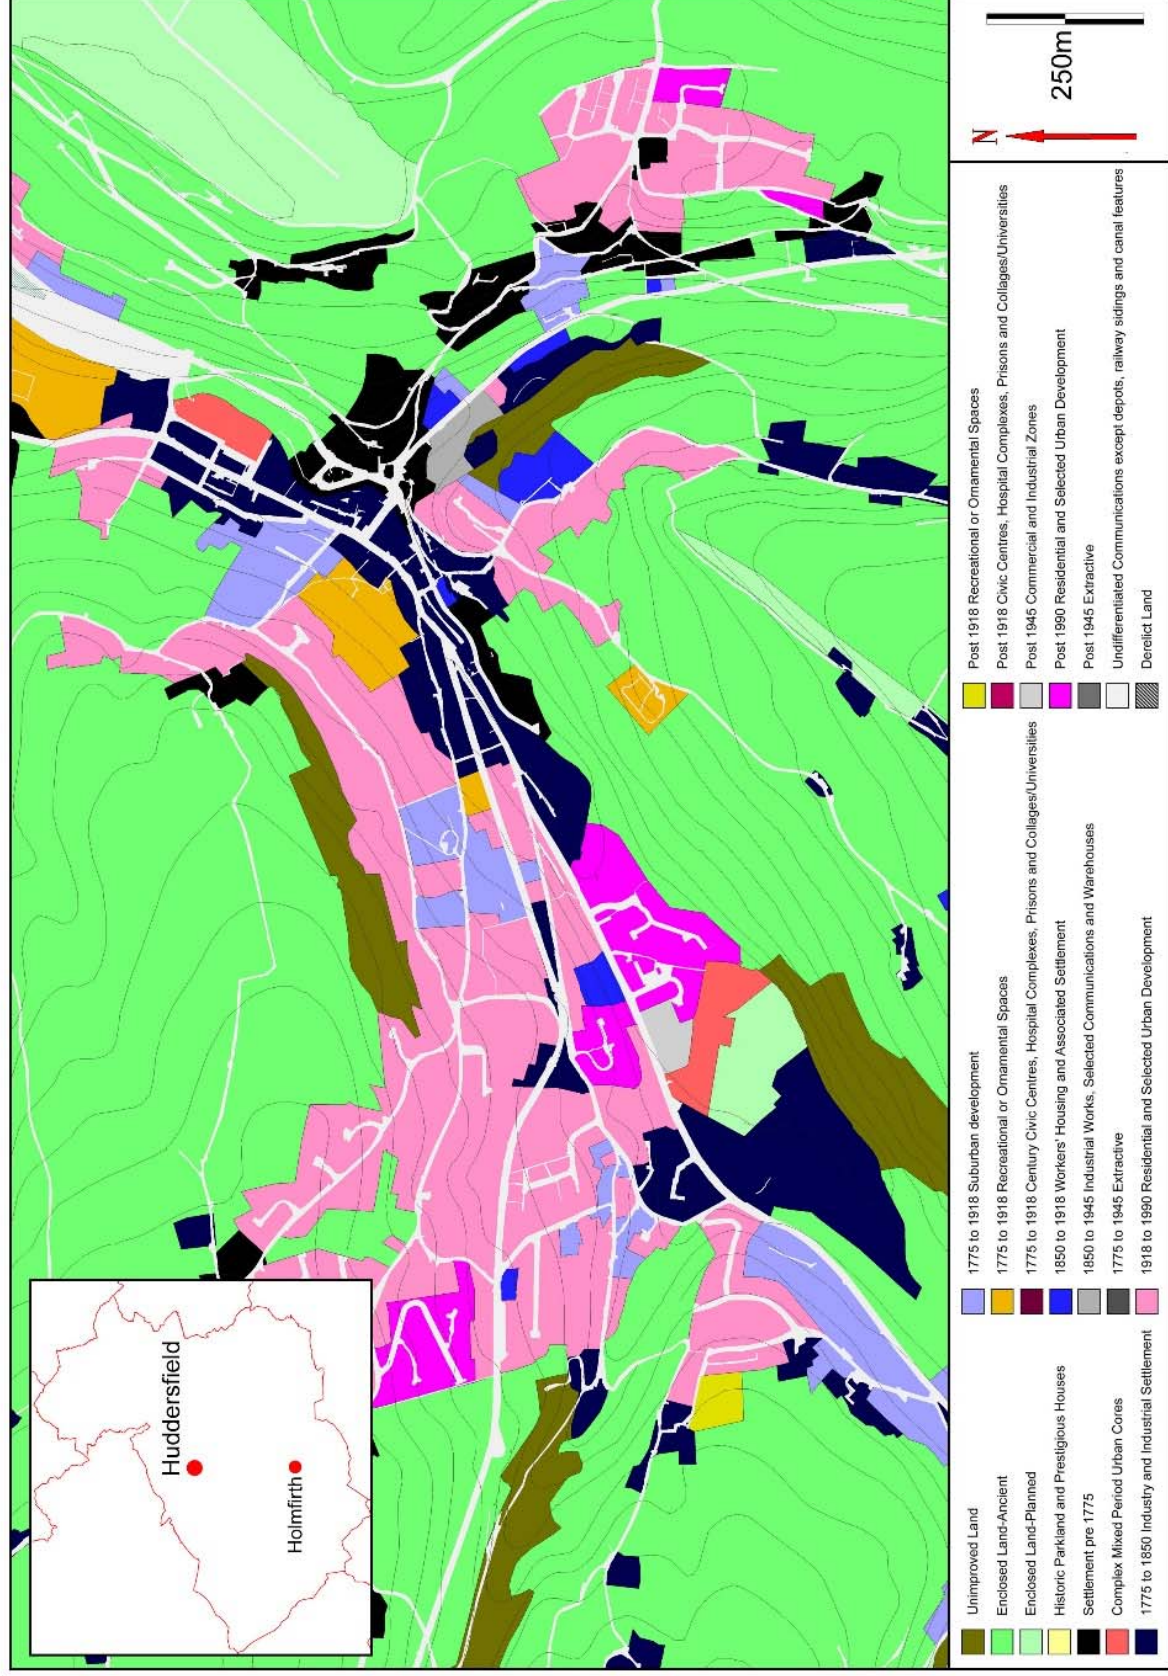 Huddersfield
Holmfirth
Unimproved Land
Enclosed Land-Ancient
Enclosed Land-Planned
Historic Parkland and Prestigious Houses
Settlement pre 1775
Complex Mixed Period Urban Cores
1775 to 1850 Industry and Industrial Settlement
1775 to 1918 Suburban development
1775 to 1918 Recreational or Ornamental Spaces
1775 to 1918 Century Civic Centres, Hospital Complexes, Prisons and Collages/Universities
1850 to 1918 Workers' Housing and Associated Settlement
1850 to 1945 Industrial Works, Selected Communications and Warehouses
1775 to 1945 Extractive
1918 to 1990 Residential and Selected Urban Development
Post 1918 Recreational or Ornamental Spaces
Post 1918 Civic Centres, Hospital Complexes, Prisons and Collages/Universities
Post 1945 Commercial and Industrial Zones
Post 1990 Residential and Selected Urban Development
Post 1945 Extractive
Undifferentiated Communications except depots, railway sidings and canal features
Derelict Land
N
250m